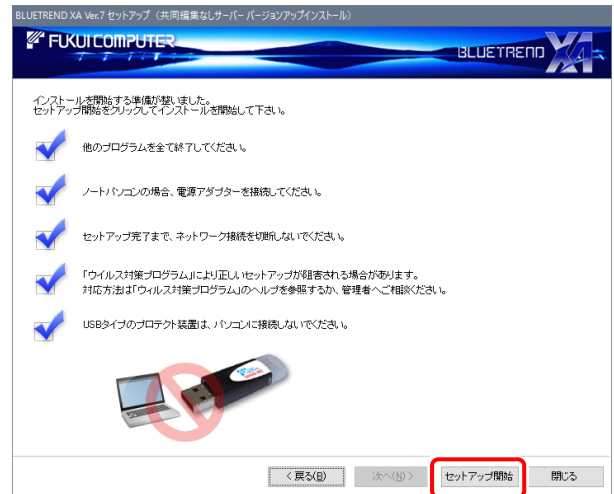 BLUETREND XA Ver.7 セットアップ（共同編集なしサーバー バージョンアップインストール）
FUKUI COMPUTER
BLUETREND XA
インストールを開始する準備が整いました。
セットアップ開始をクリックしてインストールを開始して下さい。
他のプログラムを全て終了してください。
ノートパソコンの場合、電源アダプターを接続してください。
セットアップ完了まで、ネットワーク接続を切断しないでください。
「ウイルス対策プログラム」により正しいセットアップが阻害される場合があります。
対応方法は「ウィルス対策プログラム」のヘルプを参照するか、管理者へご相談ください。
USBタイプのプロテクト装置は、パソコンに接続しないでください。
< 戻る(B)
次へ(N) >
セットアップ開始
閉じる